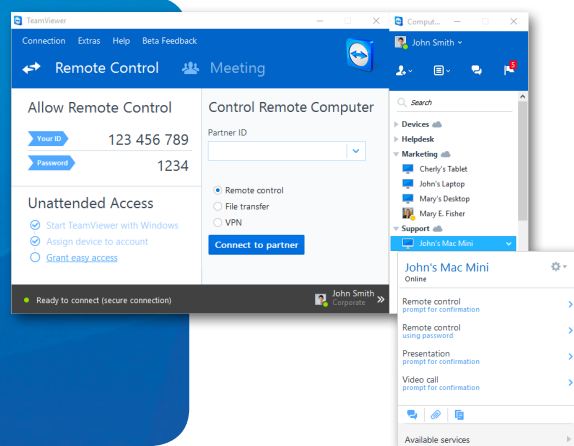 TeamViewer
Connection Extras Help Beta Feedback
Remote Control Meeting
Allow Remote Control
Your ID 123 456 789
Password 1234
Unattended Access
Start TeamViewer with Windows
Assign device to account
Grant easy access
Control Remote Computer
Partner ID
Remote control
File transfer
VPN
Connect to partner
Ready to connect (secure connection)
John Smith
Corporate
Comput...
John Smith
5
Search
Devices
Helpdesk
Marketing
Cherly's Tablet
John's Laptop
Mary's Desktop
Mary E. Fisher
Support
John's Mac Mini
John's Mac Mini
Online
Remote control
prompt for confirmation
Remote control
using password
Presentation
prompt for confirmation
Video call
prompt for confirmation
Available services